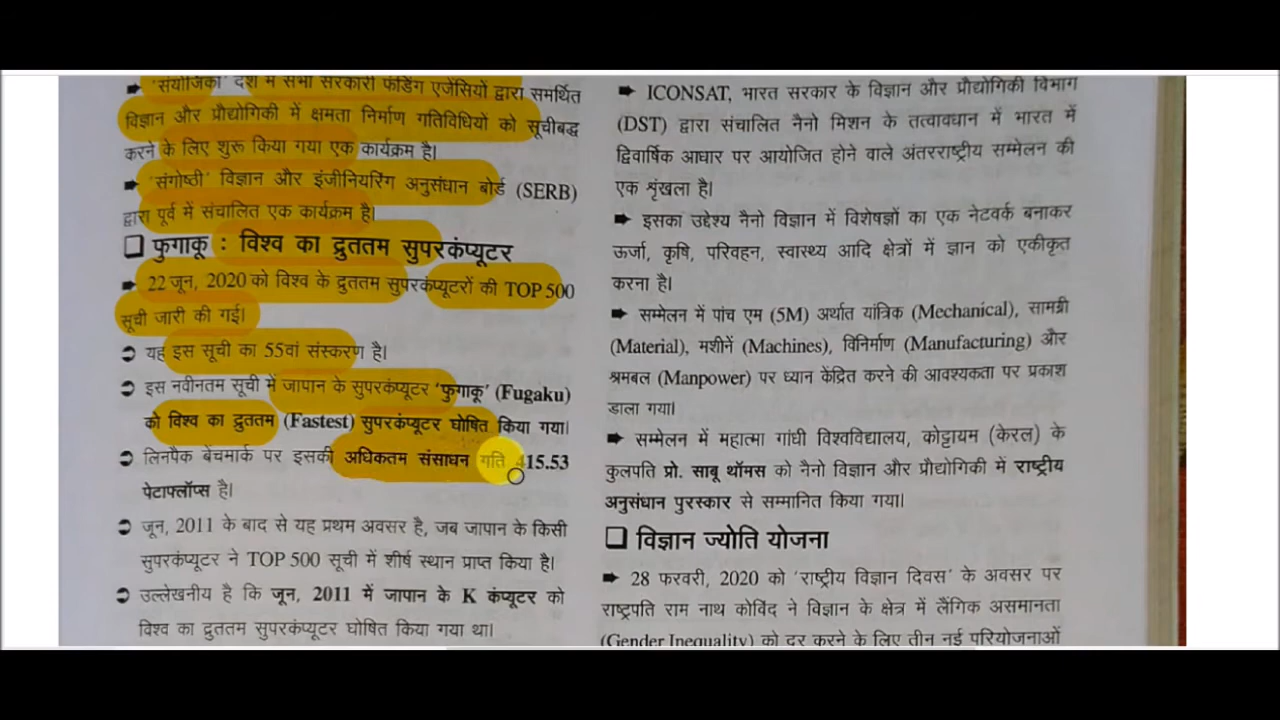 ➡ 'संयोजिका' देश में सभी सरकारी फंडिंग एजेंसियों द्वारा समर्थित
विज्ञान और प्रौद्योगिकी में क्षमता निर्माण गतिविधियों को सूचीबद्ध
करने के लिए शुरू किया गया एक कार्यक्रम है।
➡ 'संगोष्ठी' विज्ञान और इंजीनियरिंग अनुसंधान बोर्ड (SERB)
द्वारा पूर्व में संचालित एक कार्यक्रम है।
❑ फुगाकू : विश्व का द्रुततम सुपरकंप्यूटर
➡ 22 जून, 2020 को विश्व के द्रुततम सुपरकंप्यूटरों की TOP 500
सूची जारी की गई।
➲ यह इस सूची का 55वां संस्करण है।
➲ इस नवीनतम सूची में जापान के सुपरकंप्यूटर 'फुगाकू' (Fugaku)
को विश्व का द्रुततम (Fastest) सुपरकंप्यूटर घोषित किया गया।
➲ लिनपैक बेंचमार्क पर इसकी अधिकतम संसाधन गति 415.53
पेटाफ्लॉप्स है।
➲ जून, 2011 के बाद से यह प्रथम अवसर है, जब जापान के किसी
सुपरकंप्यूटर ने TOP 500 सूची में शीर्ष स्थान प्राप्त किया है।
➲ उल्लेखनीय है कि जून, 2011 में जापान के K कंप्यूटर को
विश्व का द्रुततम सुपरकंप्यूटर घोषित किया गया था।
➡ ICONSAT, भारत सरकार के विज्ञान और प्रौद्योगिकी विभाग
(DST) द्वारा संचालित नैनो मिशन के तत्वावधान में भारत में
द्विवार्षिक आधार पर आयोजित होने वाले अंतरराष्ट्रीय सम्मेलन की
एक शृंखला है।
➡ इसका उद्देश्य नैनो विज्ञान में विशेषज्ञों का एक नेटवर्क बनाकर
ऊर्जा, कृषि, परिवहन, स्वास्थ्य आदि क्षेत्रों में ज्ञान को एकीकृत
करना है।
➡ सम्मेलन में पांच एम (5M) अर्थात यांत्रिक (Mechanical), सामग्री
(Material), मशीनें (Machines), विनिर्माण (Manufacturing) और
श्रमबल (Manpower) पर ध्यान केंद्रित करने की आवश्यकता पर प्रकाश
डाला गया।
➡ सम्मेलन में महात्मा गांधी विश्वविद्यालय, कोट्टायम (केरल) के
कुलपति प्रो. साबू थॉमस को नैनो विज्ञान और प्रौद्योगिकी में राष्ट्रीय
अनुसंधान पुरस्कार से सम्मानित किया गया।
❑ विज्ञान ज्योति योजना
➡ 28 फरवरी, 2020 को 'राष्ट्रीय विज्ञान दिवस' के अवसर पर
राष्ट्रपति राम नाथ कोविंद ने विज्ञान के क्षेत्र में लैंगिक असमानता
(Gender Inequality) को दूर करने के लिए तीन नई परियोजनाओं